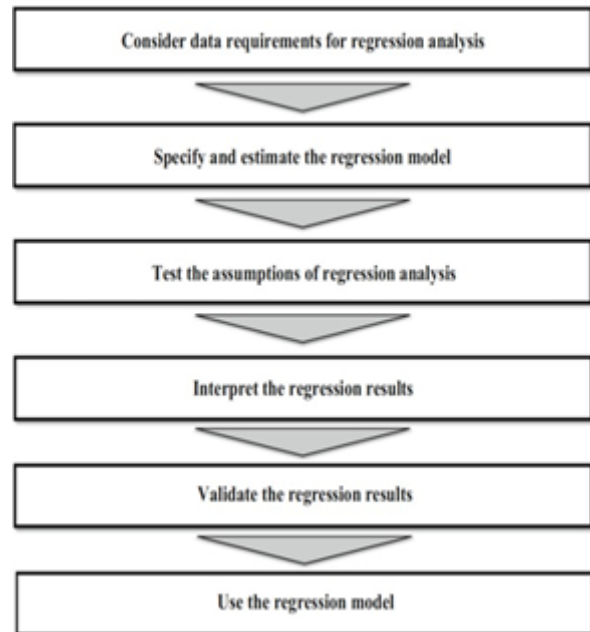 Consider data requirements for regression analysis
Specify and estimate the regression model
Test the assumptions of regression analysis
Interpret the regression results
Validate the regression results
Use the regression model